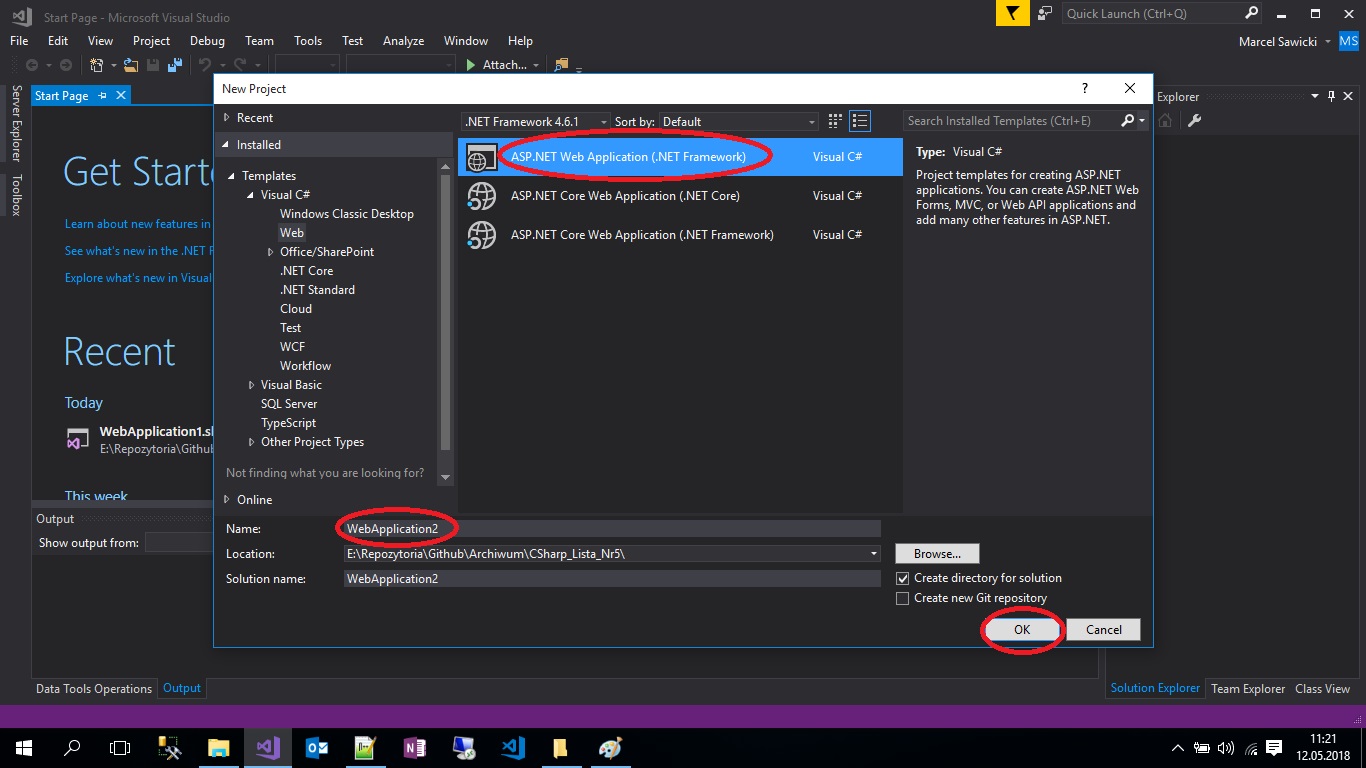 Start Page - Microsoft Visual Studio
Quick Launch (Ctrl+Q)
File Edit View Project Debug Team Tools Test Analyze Window Help
Marcel Sawicki MS
Attach...
Server Explorer
Toolbox
Start Page
Get Starte
Learn about new features in
See what's new in the .NET F
Explore what's new in Visual
Recent
Today
WebApplication1.sl
E:\Repozytoria\Github
This week
Output
Show output from:
New Project
?
Recent
Installed
Templates
Visual C#
Windows Classic Desktop
Web
Office/SharePoint
.NET Core
.NET Standard
Cloud
Test
WCF
Workflow
Visual Basic
SQL Server
TypeScript
Other Project Types
Not finding what you are looking for?
Online
.NET Framework 4.6.1 Sort by: Default
ASP.NET Web Application (.NET Framework) Visual C#
ASP.NET Core Web Application (.NET Core) Visual C#
ASP.NET Core Web Application (.NET Framework) Visual C#
Search Installed Templates (Ctrl+E)
Type: Visual C#
Project templates for creating ASP.NET
applications. You can create ASP.NET Web
Forms, MVC, or Web API applications and
add many other features in ASP.NET.
Name: WebApplication2
Location: E:\Repozytoria\Github\Archiwum\CSharp_Lista_Nr5\
Browse...
Solution name: WebApplication2
Create directory for solution
Create new Git repository
OK Cancel
Explorer
Data Tools Operations Output
Solution Explorer Team Explorer Class View
11:21
12.05.2018